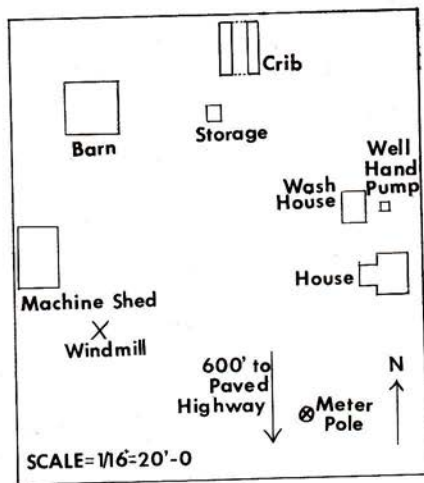 Crib
Storage
Barn
Well
Hand
Pump
Wash
House
House
Machine Shed
Windmill
600' to
Paved
Highway
N
Meter
Pole
SCALE=1/16"=20'-0